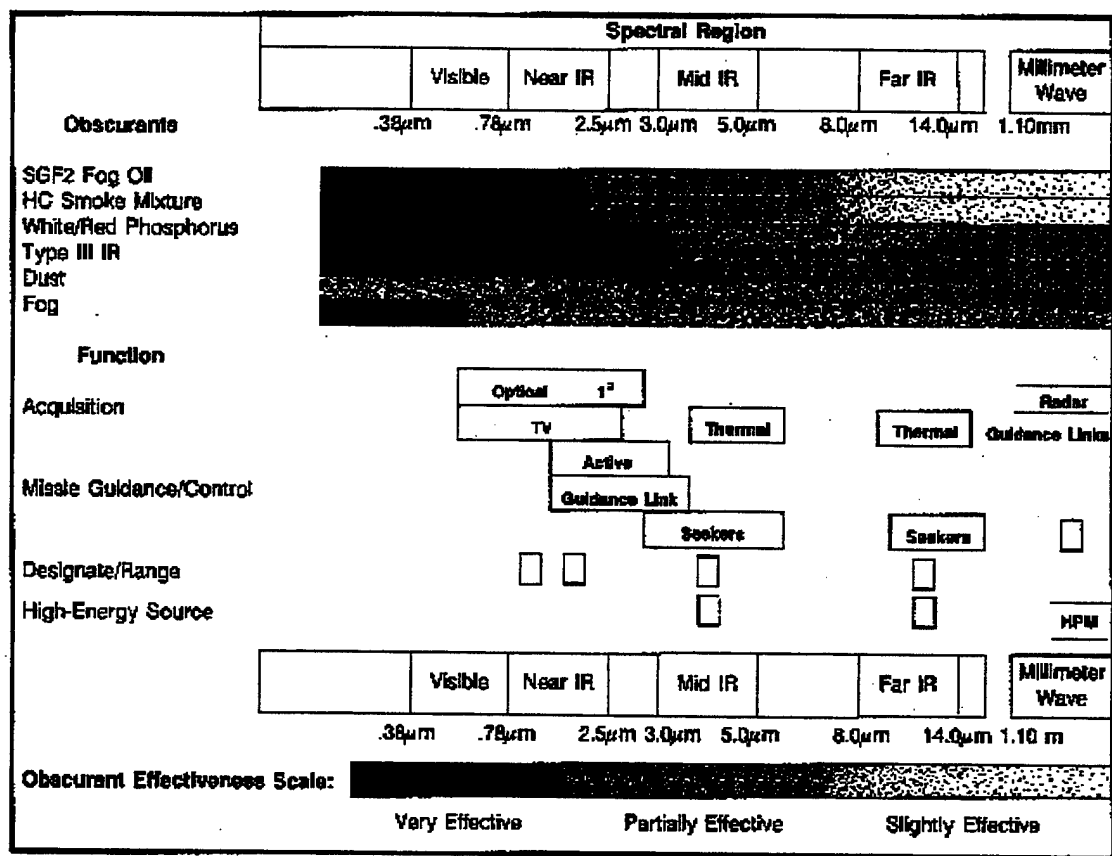 Spectral Region
Visible Near IR Mid IR Far IR Millimeter Wave
Obscurants .38μm .78μm 2.5μm 3.0μm 5.0μm 8.0μm 14.0μm 1.10mm
SGF2 Fog Oil
HC Smoke Mixture
White/Red Phosphorus
Type III IR
Dust
Fog
Function
Optical 1³
Acquisition
Radar
TV Thermal Thermal Guidance Links
Active
Missle Guidance/Control
Guidance Link
Seekers Seekers
Designate/Range
High-Energy Source
HPM
Visible Near IR Mid IR Far IR Millimeter Wave
.38μm .78μm 2.5μm 3.0μm 5.0μm 8.0μm 14.0μm 1.10 m
Obscurant Effectiveness Scale:
Very Effective Partially Effective Slightly Effective